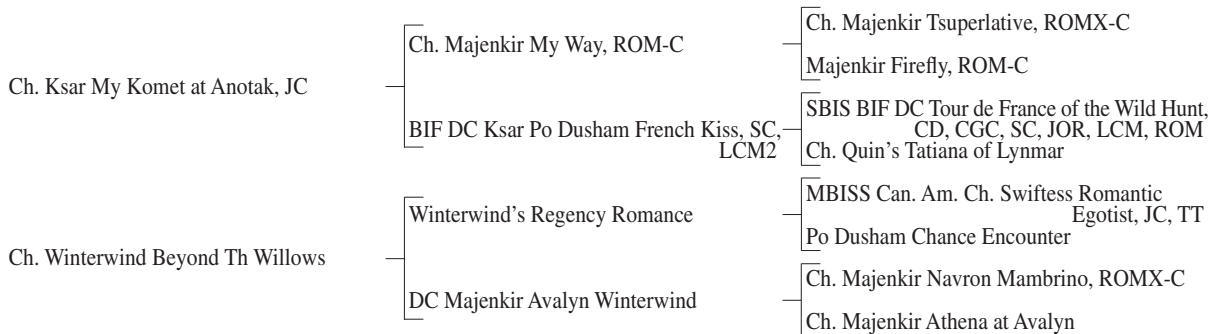 Ch. Majenkir Tsuperlative, ROMX-C
Ch. Majenkir My Way, ROM-C
Majenkir Firefly, ROM-C
Ch. Ksar My Komet at Anotak, JC
SBIS BIF DC Tour de France of the Wild Hunt,
CD, CGC, SC, JOR, LCM, ROM
BIF DC Ksar Po Dusham French Kiss, SC,
LCM2
Ch. Quin's Tatiana of Lynmar
MBISS Can. Am. Ch. Swiftess Romantic
Egotist, JC, TT
Winterwind's Regency Romance
Po Dusham Chance Encounter
Ch. Winterwind Beyond Th Willows
Ch. Majenkir Navron Mambrino, ROMX-C
DC Majenkir Avalyn Winterwind
Ch. Majenkir Athena at Avalyn